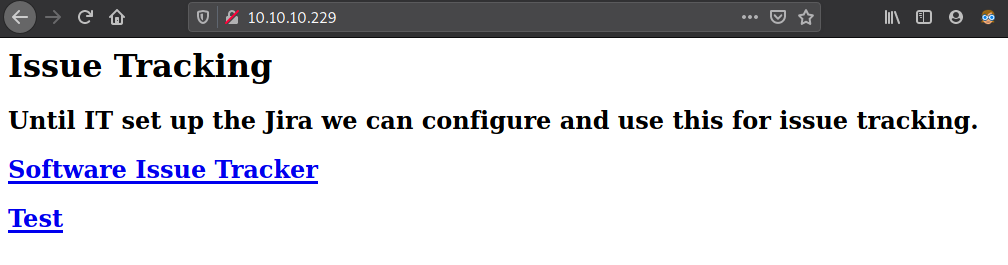 10.10.10.229
Issue Tracking
Until IT set up the Jira we can configure and use this for issue tracking.
Software Issue Tracker
Test